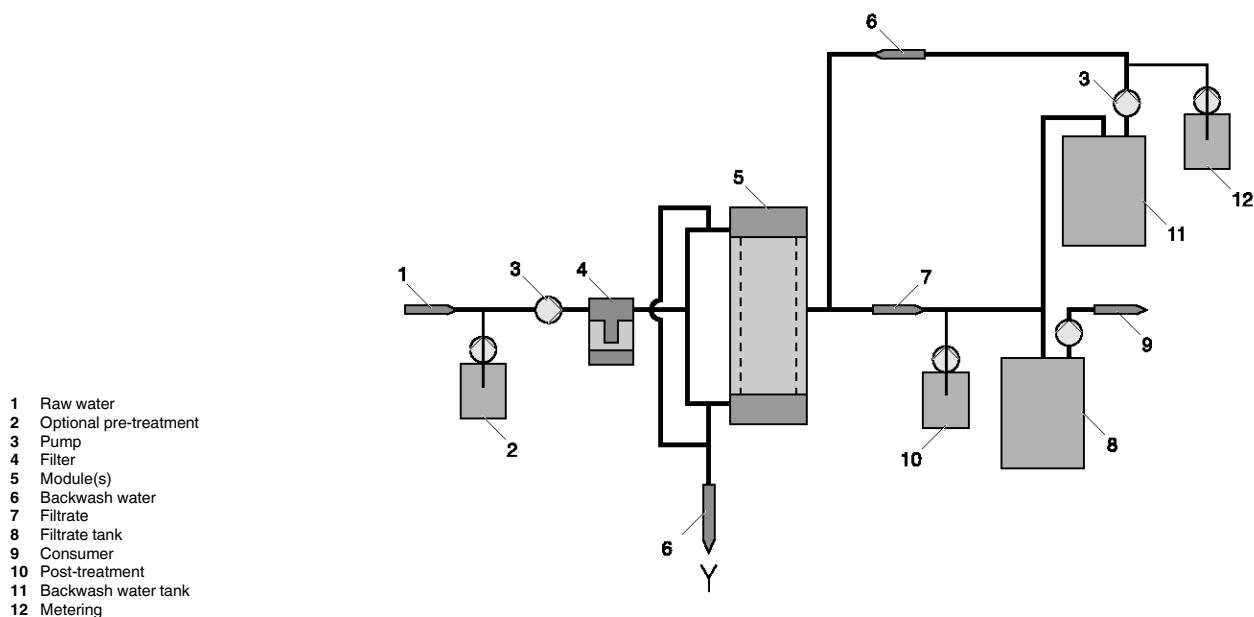 6
3
12
5
11
1
3
4
7
9
2
10
8
6
1 Raw water
2 Optional pre-treatment
3 Pump
4 Filter
5 Module(s)
6 Backwash water
7 Filtrate
8 Filtrate tank
9 Consumer
10 Post-treatment
11 Backwash water tank
12 Metering